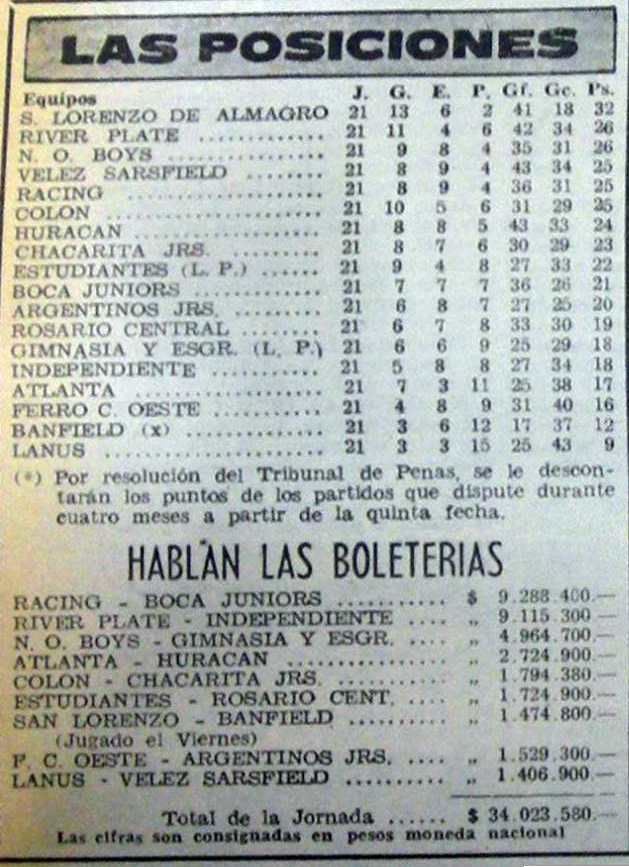 LAS POSICIONES
Equipos J. G. E. P. Gf. Gc. Ps.
S. LORENZO DE ALMAGRO 21 13 6 2 41 18 32
RIVER PLATE ............. 21 11 4 6 42 34 26
N. O. BOYS ................ 21 9 8 4 35 31 26
VELEZ SARSFIELD ........ 21 8 9 4 43 34 25
RACING .................... 21 8 9 4 36 31 25
COLON ..................... 21 10 5 6 31 29 25
HURACAN .................. 21 8 8 5 43 33 24
CHACARITA JRS. .......... 21 8 7 6 30 29 23
ESTUDIANTES (L. P.) ...... 21 9 4 8 27 33 22
BOCA JUNIORS ............. 21 7 7 7 36 26 21
ARGENTINOS JRS. ......... 21 6 8 7 27 25 20
ROSARIO CENTRAL ........ 21 6 7 8 33 30 19
GIMNASIA Y ESGR. (L. P.) 21 6 6 9 25 29 18
INDEPENDIENTE ........... 21 5 8 8 27 34 18
ATLANTA ................... 21 7 3 11 25 38 17
FERRO C. OESTE ........... 21 4 8 9 31 40 16
BANFIELD (x) .............. 21 3 6 12 17 37 12
LANUS ...................... 21 3 3 15 25 43 9
(*) Por resolución del Tribunal de Penas, se le descon-
tarán los puntos de los partidos que dispute durante
cuatro meses a partir de la quinta fecha.
HABLAN LAS BOLETERIAS
RACING - BOCA JUNIORS .......... $ 9.288.400.—
RIVER PLATE - INDEPENDIENTE .... „ 9.115.300.—
N. O. BOYS - GIMNASIA Y ESGR. .... „ 4.964.700.—
ATLANTA - HURACAN .............. „ 2.724.900.—
COLON - CHACARITA JRS. .......... „ 1.794.380.—
ESTUDIANTES - ROSARIO CENT. .... „ 1.724.900.—
SAN LORENZO - BANFIELD .......... „ 1.474.800.—
(Jugado el Viernes)
F. C. OESTE - ARGENTINOS JRS. .... „ 1.529.300.—
LANUS - VELEZ SARSFIELD .......... „ 1.406.900.—
Total de la Jornada ...... $ 34.023.580.—
Las cifras son consignadas en pesos moneda nacional